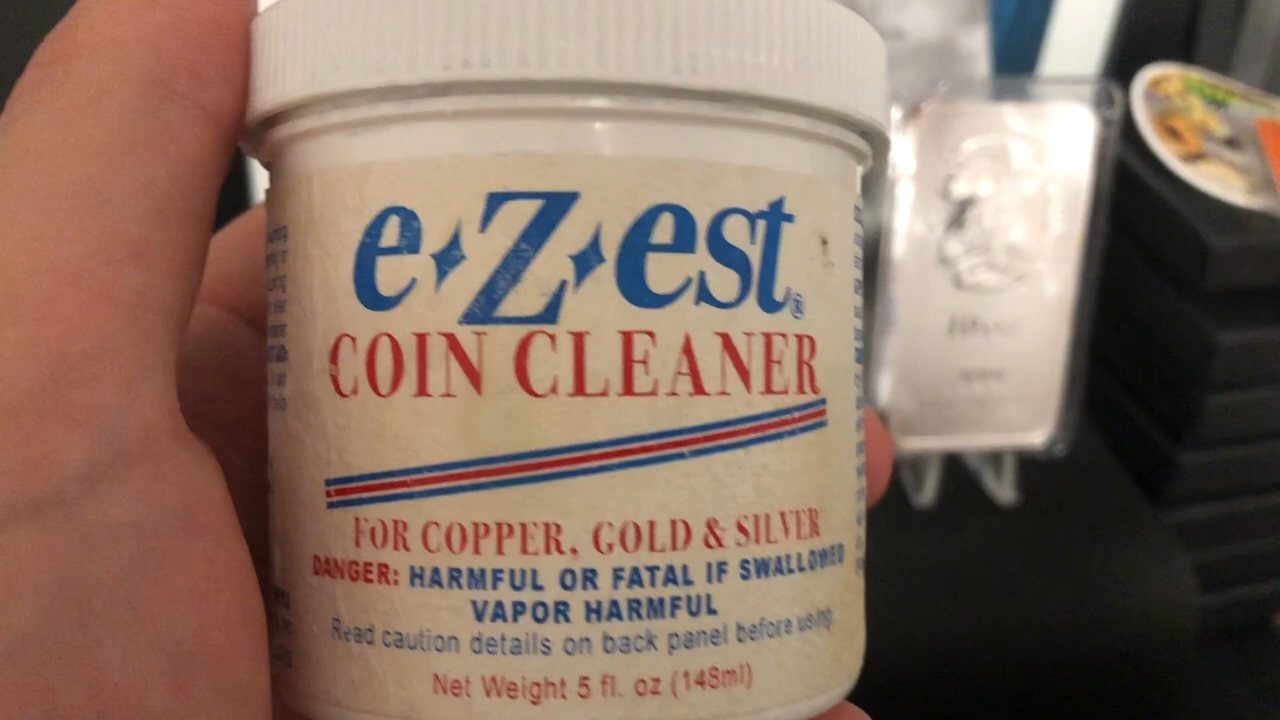 e·Z·est®
COIN CLEANER
FOR COPPER, GOLD & SILVER
DANGER: HARMFUL OR FATAL IF SWALLOWED
VAPOR HARMFUL
Read caution details on back panel before using
Net Weight 5 fl. oz (148ml)